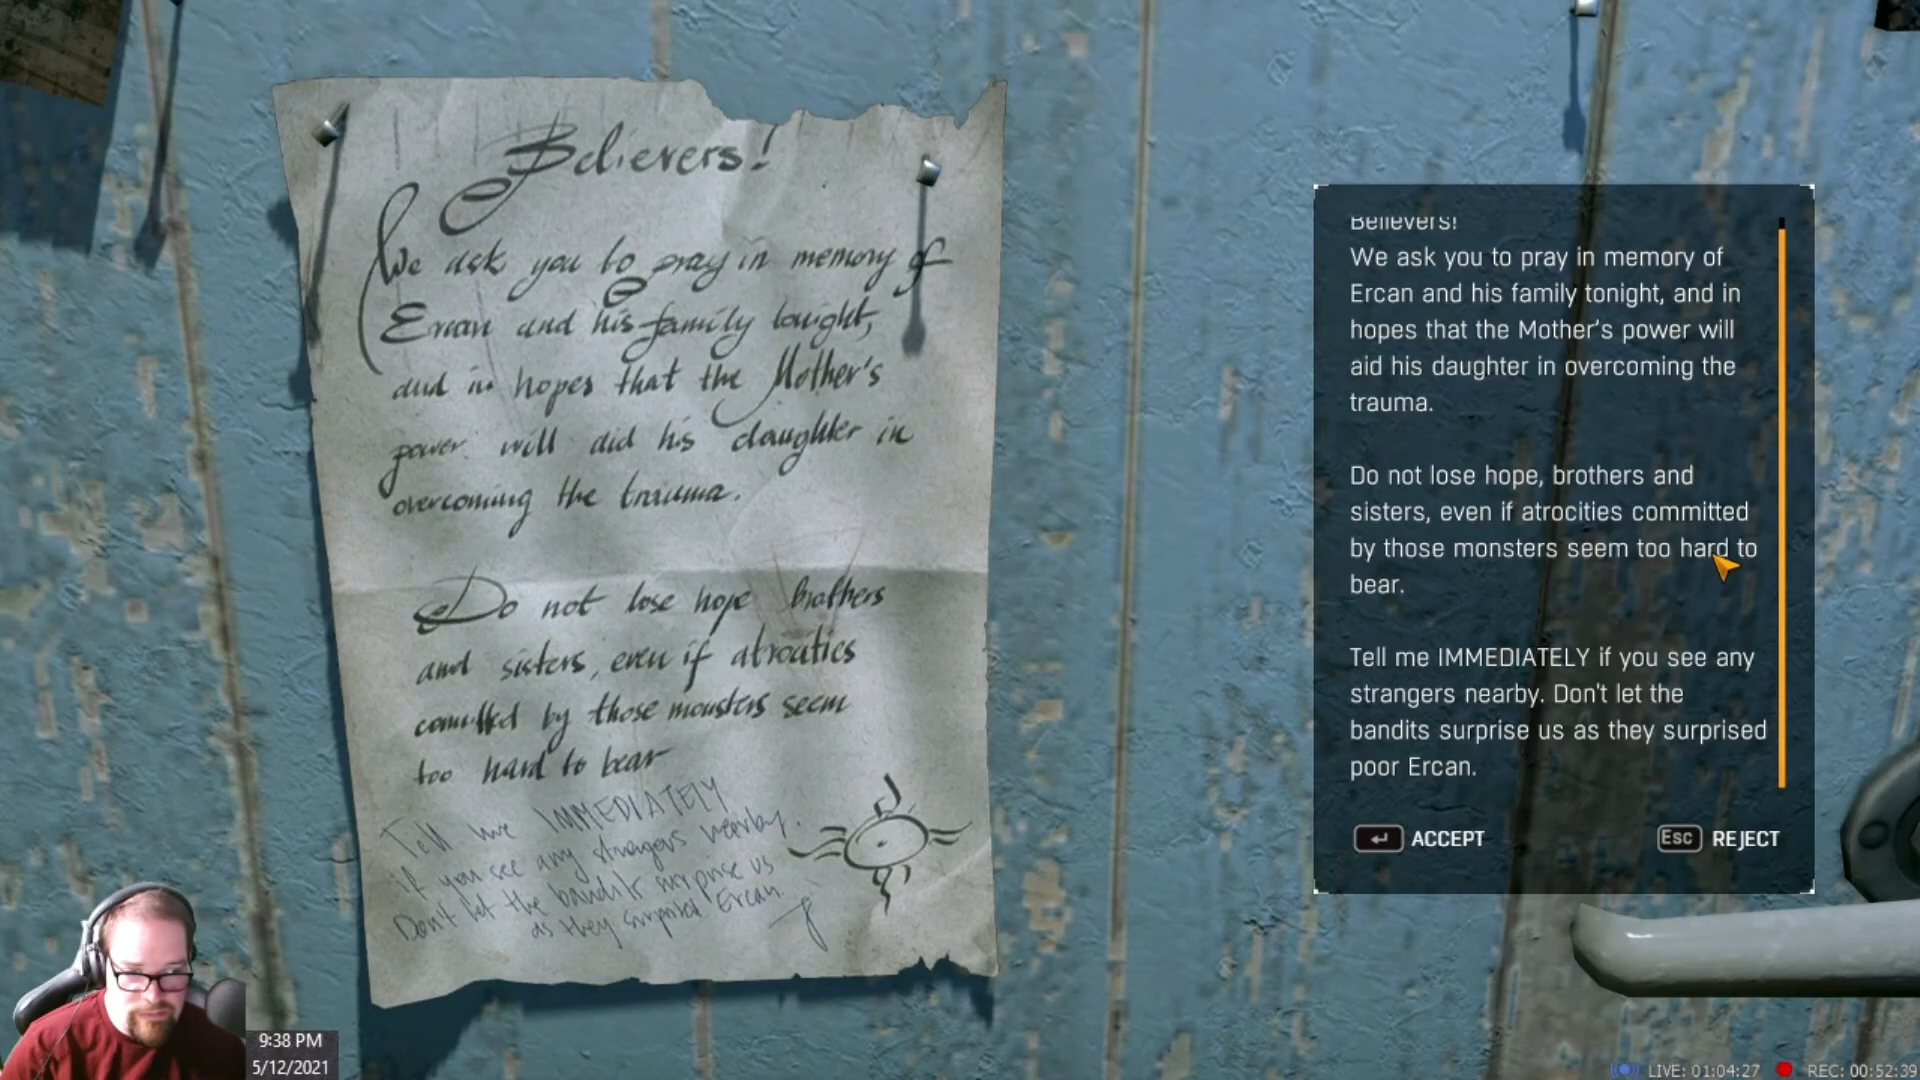 Believers!
We ask you to pray in memory of
Ercan and his family tonight,
and in hopes that the Mother's
power will aid his daughter in
overcoming the trauma.
Do not lose hope brothers
and sisters, even if atrocities
committed by those monsters seem
too hard to bear
Tell me IMMEDIATELY
if you see any strangers nearby.
Don't let the bandits surprise us
as they surprised Ercan.
Believers!
We ask you to pray in memory of
Ercan and his family tonight, and in
hopes that the Mother's power will
aid his daughter in overcoming the
trauma.
Do not lose hope, brothers and
sisters, even if atrocities committed
by those monsters seem too hard to
bear.
Tell me IMMEDIATELY if you see any
strangers nearby. Don't let the
bandits surprise us as they surprised
poor Ercan.
ACCEPT
Esc REJECT
9:38 PM
5/12/2021
LIVE: 01:04:27 REC: 00:52:39